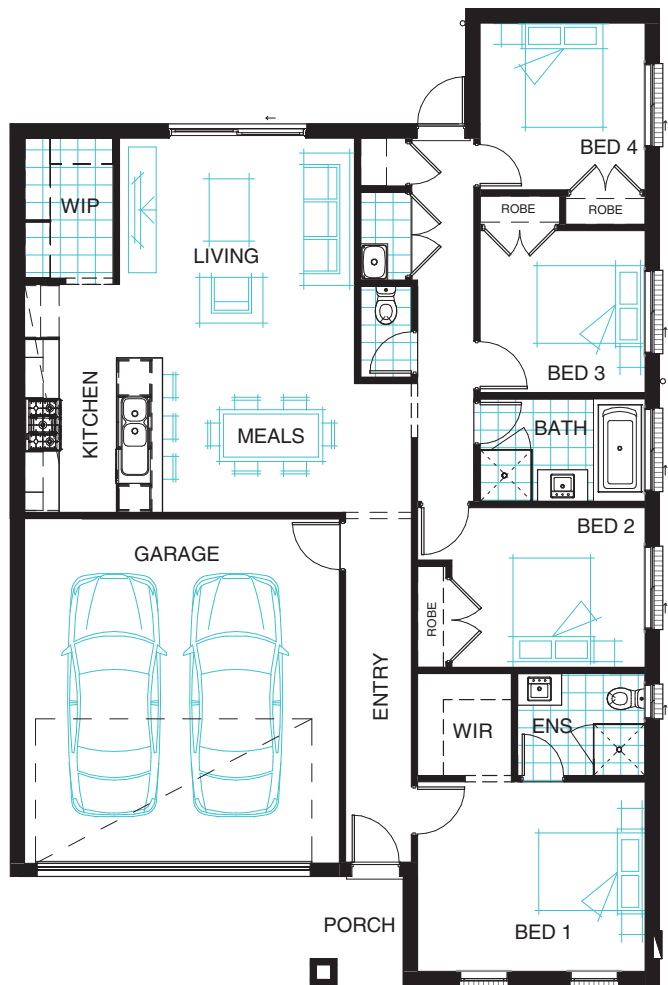 BED 4
WIP
ROBE
ROBE
LIVING
BED 3
KITCHEN
MEALS
BATH
BED 2
GARAGE
ROBE
ENTRY
WIR
ENS
PORCH
BED 1